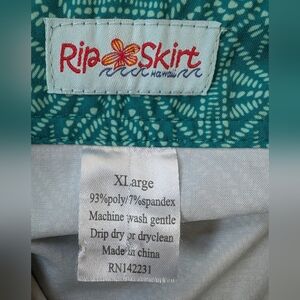 Rip Skirt
Hawaii
XLarge
93%poly/7%spandex
Machine wash gentle
Drip dry or dryclean
Made in china
RN142231